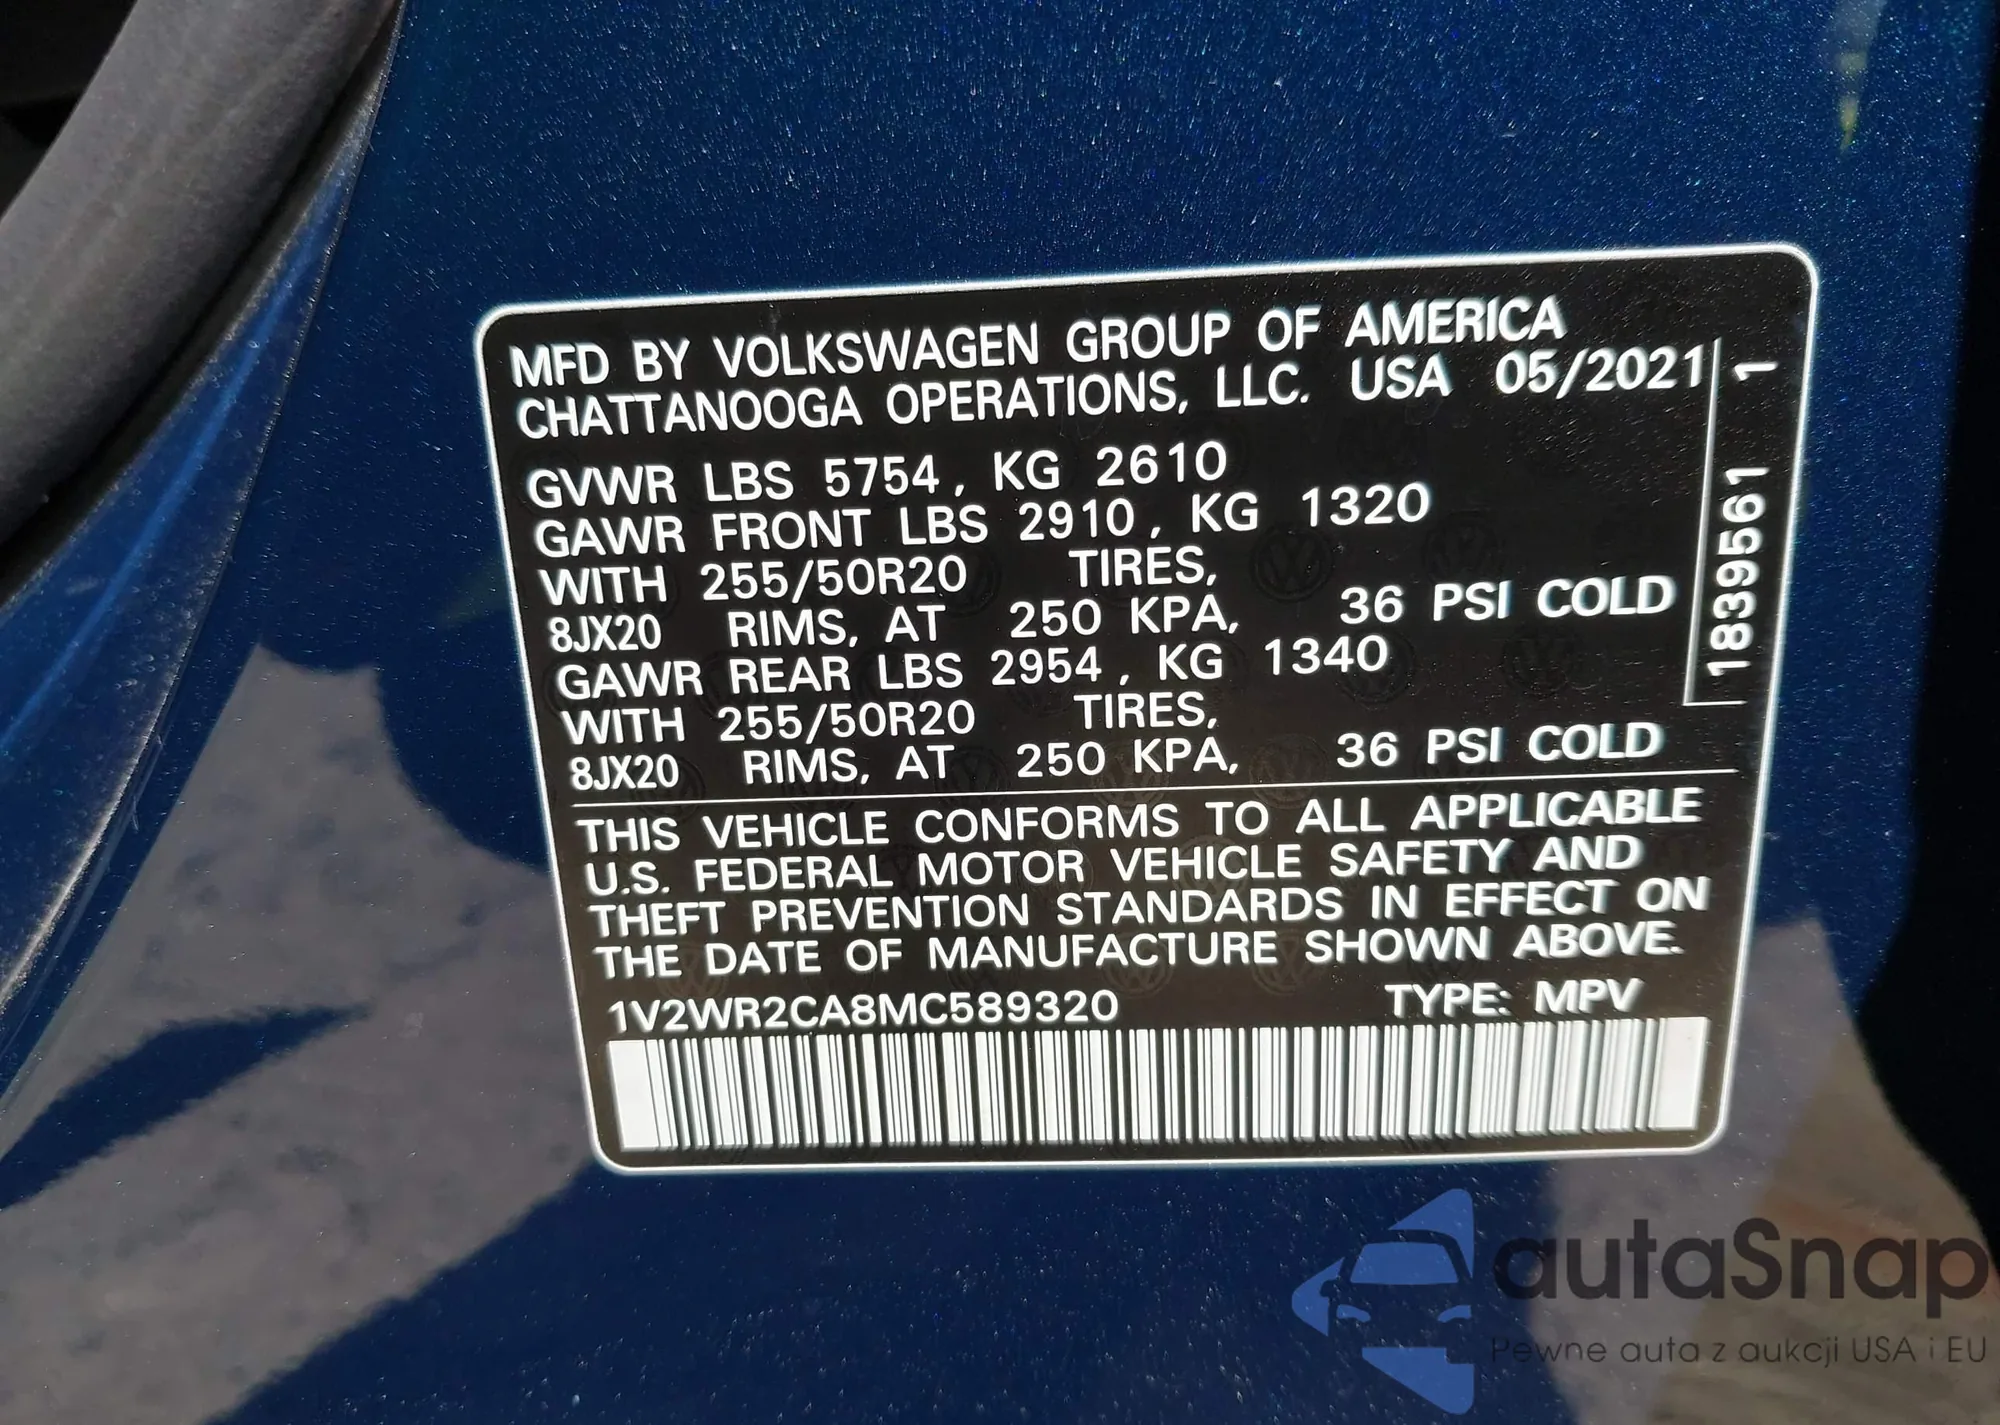 MFD BY VOLKSWAGEN GROUP OF AMERICA
CHATTANOOGA OPERATIONS, LLC. USA 05/2021
GVWR LBS 5754, KG 2610
GAWR FRONT LBS 2910, KG 1320
WITH 255/50R20 TIRES,
8JX20 RIMS, AT 250 KPA, 36 PSI COLD
GAWR REAR LBS 2954, KG 1340
WITH 255/50R20 TIRES,
8JX20 RIMS, AT 250 KPA, 36 PSI COLD
THIS VEHICLE CONFORMS TO ALL APPLICABLE
U.S. FEDERAL MOTOR VEHICLE SAFETY AND
THEFT PREVENTION STANDARDS IN EFFECT ON
THE DATE OF MANUFACTURE SHOWN ABOVE.
1V2WR2CA8MC589320 TYPE: MPV
1839561 1
autaSnap
Pewne auta z aukcji USA i EU